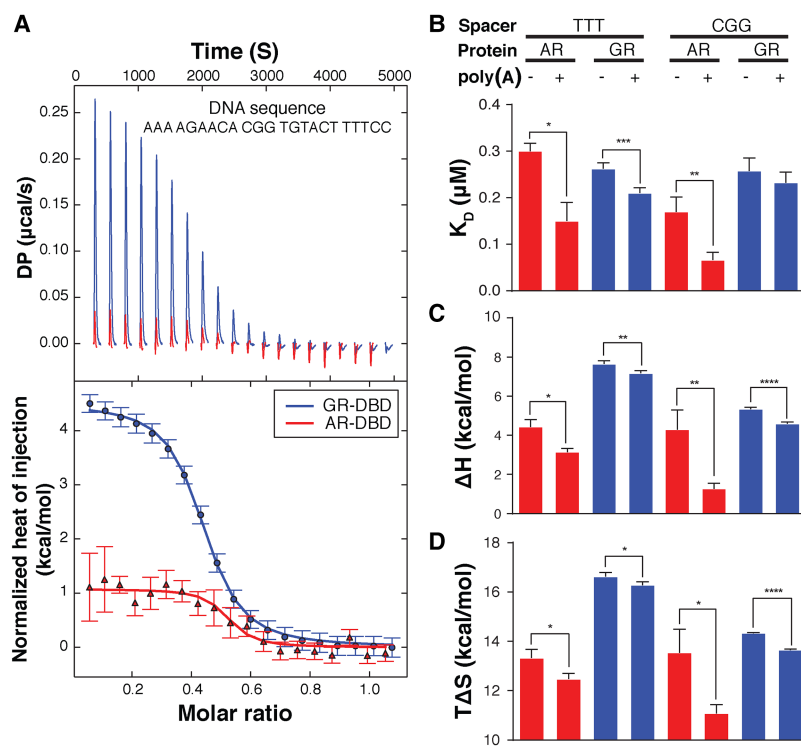 A
Time (S)
0 1000 2000 3000 4000 5000
DNA sequence
AAA AGAACA CGG TGTACT TTTCC
0.25
0.20
0.15
0.10
0.05
0.00
DP (µcal/s)
GR-DBD
AR-DBD
4
3
2
1
0
Normalized heat of injection
(kcal/mol)
0.2 0.4 0.6 0.8 1.0
Molar ratio
B
Spacer TTT CGG
Protein AR GR AR GR
poly(A) - + - + - + - +
0.4
0.3
0.2
0.1
0.0
K_D (µM)
* *** **
C
8
6
4
2
0
ΔH (kcal/mol)
* ** ** ****
D
16
14
12
10
TΔS (kcal/mol)
* * * ****